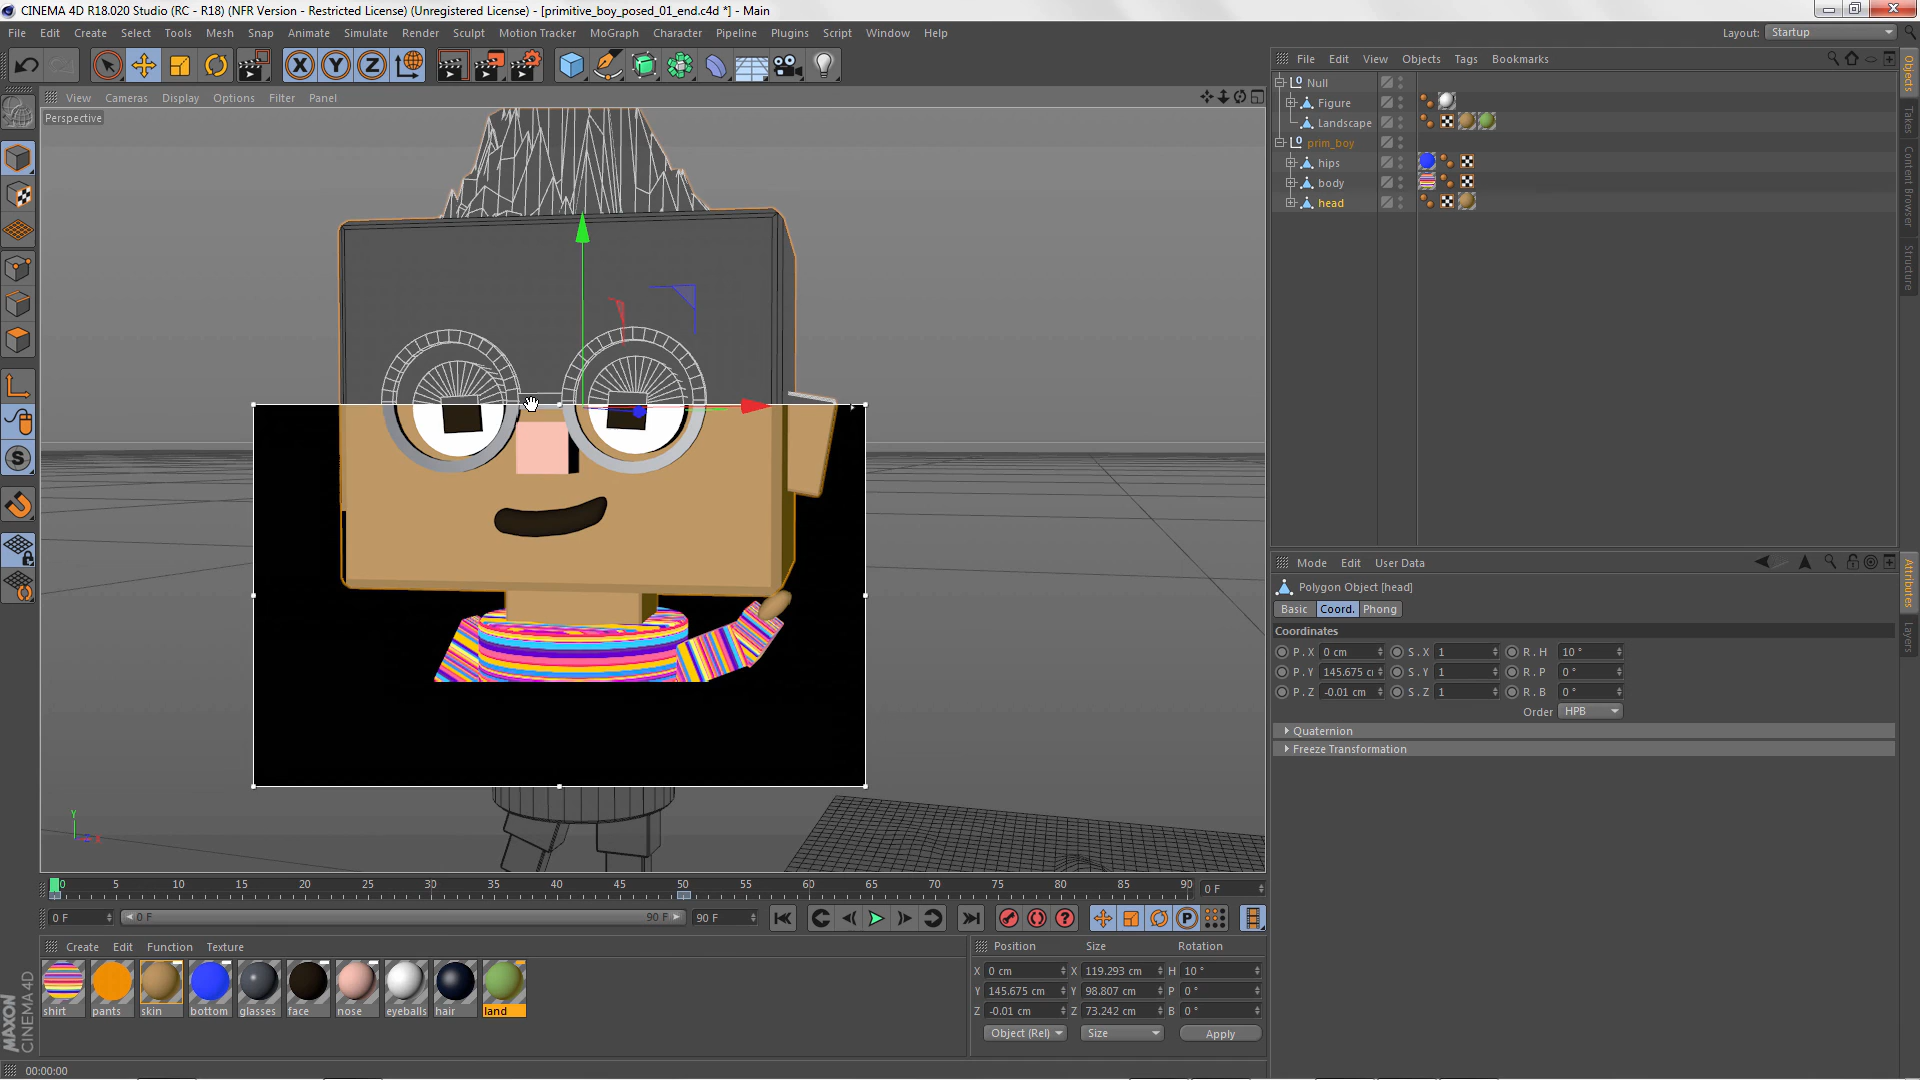 CINEMA 4D R18.020 Studio (RC - R18) (NFR Version - Restricted License) (Unregistered License) - [primitive_boy_posed_01_end.c4d *] - Main
File Edit Create Select Tools Mesh Snap Animate Simulate Render Sculpt Motion Tracker MoGraph Character Pipeline Plugins Script Window Help
Layout: Startup
X Y Z
View Cameras Display Options Filter Panel
Perspective
S
Y
X
0 5 10 15 20 25 30 35 40 45 50 55 60 65 70 75 80 85 90
0 F
0 F
0 F
90 F
90 F
P
Create Edit Function Texture
shirt pants skin bottom glasses face nose eyeballs hair land
MAXON
CINEMA 4D
00:00:00
Position Size Rotation
X 0 cm X 119.293 cm H 10 °
Y 145.675 cm Y 98.807 cm P 0 °
Z -0.01 cm Z 73.242 cm B 0 °
Object (Rel) Size Apply
File Edit View Objects Tags Bookmarks
Null
Figure
Landscape
prim_boy
hips
body
head
Objects
Takes
Content Browser
Structure
Mode Edit User Data
Polygon Object [head]
Basic Coord. Phong
Coordinates
P . X 0 cm S . X 1 R . H 10 °
P . Y 145.675 c S . Y 1 R . P 0 °
P . Z -0.01 cm S . Z 1 R . B 0 °
Order HPB
Quaternion
Freeze Transformation
Attributes
Layers